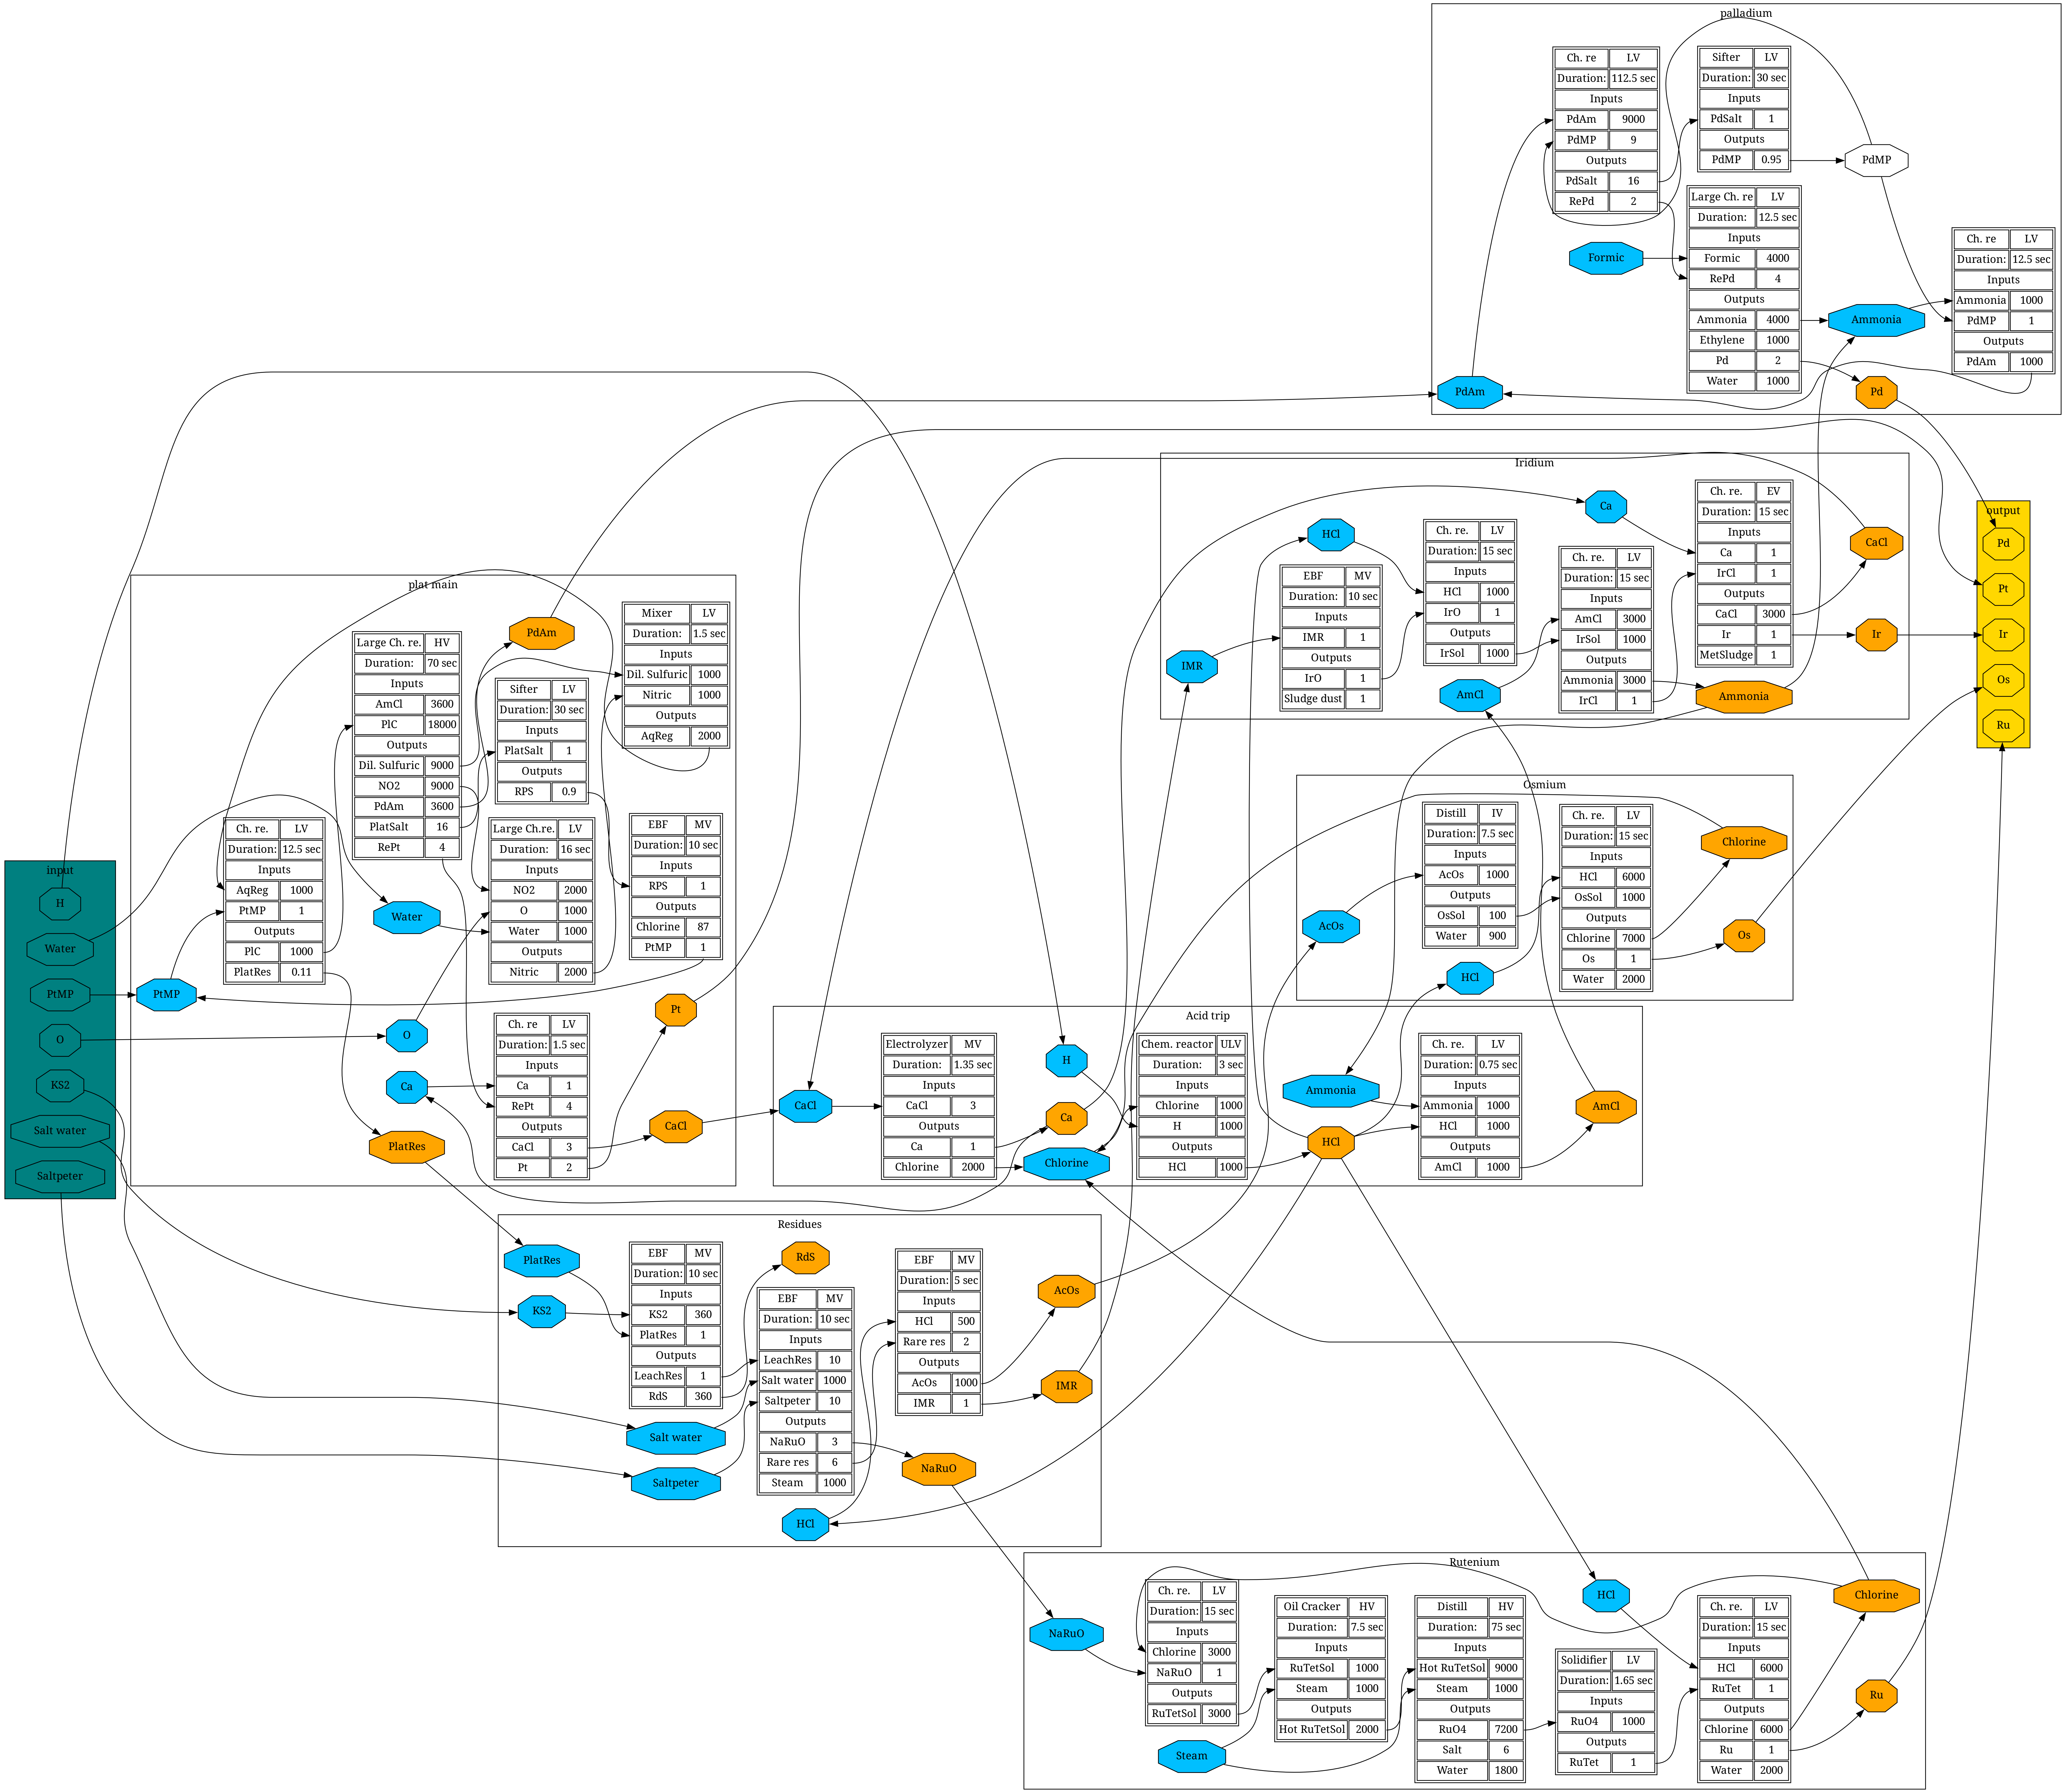 palladium
Ch. re LV
Duration: 112.5 sec
Inputs
PdAm 9000
PdMP 9
Outputs
PdSalt 16
RePd 2
Sifter LV
Duration: 30 sec
Inputs
PdSalt 1
Outputs
PdMP 0.95
PdMP
Large Ch. re LV
Duration: 12.5 sec
Inputs
Formic 4000
RePd 4
Outputs
Ammonia 4000
Ethylene 1000
Pd 2
Water 1000
Formic
Ammonia
Ch. re LV
Duration: 12.5 sec
Inputs
Ammonia 1000
PdMP 1
Outputs
PdAm 1000
PdAm
Pd
Iridium
Ca
HCl
EBF MV
Duration: 10 sec
Inputs
IMR 1
Outputs
IrO 1
Sludge dust 1
Ch. re. LV
Duration: 15 sec
Inputs
HCl 1000
IrO 1
Outputs
IrSol 1000
Ch. re. LV
Duration: 15 sec
Inputs
AmCl 3000
IrSol 1000
Outputs
Ammonia 3000
IrCl 1
Ch. re. EV
Duration: 15 sec
Inputs
Ca 1
IrCl 1
Outputs
CaCl 3000
Ir 1
MetSludge 1
CaCl
Ir
IMR
AmCl
Ammonia
output
Pd
Pt
Ir
Os
Ru
plat main
PdAm
Large Ch. re. HV
Duration: 70 sec
Inputs
AmCl 3600
PlC 18000
Outputs
Dil. Sulfuric 9000
NO2 9000
PdAm 3600
PlatSalt 16
RePt 4
Mixer LV
Duration: 1.5 sec
Inputs
Dil. Sulfuric 1000
Nitric 1000
Outputs
AqReg 2000
Sifter LV
Duration: 30 sec
Inputs
PlatSalt 1
Outputs
RPS 0.9
Ch. re. LV
Duration: 12.5 sec
Inputs
AqReg 1000
PtMP 1
Outputs
PlC 1000
PlatRes 0.11
Water
Large Ch.re. LV
Duration: 16 sec
Inputs
NO2 2000
O 1000
Water 1000
Outputs
Nitric 2000
EBF MV
Duration: 10 sec
Inputs
RPS 1
Outputs
Chlorine 87
PtMP 1
PtMP
O
Ca
PlatRes
Ch. re LV
Duration: 1.5 sec
Inputs
Ca 1
RePt 4
Outputs
CaCl 3
Pt 2
Pt
CaCl
input
H
Water
PtMP
O
KS2
Salt water
Saltpeter
Osmium
AcOs
Distill IV
Duration: 7.5 sec
Inputs
AcOs 1000
Outputs
OsSol 100
Water 900
HCl
Ch. re. LV
Duration: 15 sec
Inputs
HCl 6000
OsSol 1000
Outputs
Chlorine 7000
Os 1
Water 2000
Chlorine
Os
Acid trip
CaCl
Electrolyzer MV
Duration: 1.35 sec
Inputs
CaCl 3
Outputs
Ca 1
Chlorine 2000
H
Ca
Chlorine
Chem. reactor ULV
Duration: 3 sec
Inputs
Chlorine 1000
H 1000
Outputs
HCl 1000
Ammonia
HCl
Ch. re. LV
Duration: 0.75 sec
Inputs
Ammonia 1000
HCl 1000
Outputs
AmCl 1000
AmCl
Residues
PlatRes
KS2
EBF MV
Duration: 10 sec
Inputs
KS2 360
PlatRes 1
Outputs
LeachRes 1
RdS 360
RdS
Salt water
Saltpeter
EBF MV
Duration: 10 sec
Inputs
LeachRes 10
Salt water 1000
Saltpeter 10
Outputs
NaRuO 3
Rare res 6
Steam 1000
HCl
EBF MV
Duration: 5 sec
Inputs
HCl 500
Rare res 2
Outputs
AcOs 1000
IMR 1
AcOs
IMR
NaRuO
Rutenium
NaRuO
Ch. re. LV
Duration: 15 sec
Inputs
Chlorine 3000
NaRuO 1
Outputs
RuTetSol 3000
Steam
Oil Cracker HV
Duration: 7.5 sec
Inputs
RuTetSol 1000
Steam 1000
Outputs
Hot RuTetSol 2000
Distill HV
Duration: 75 sec
Inputs
Hot RuTetSol 9000
Steam 1000
Outputs
RuO4 7200
Salt 6
Water 1800
HCl
Solidifier LV
Duration: 1.65 sec
Inputs
RuO4 1000
Outputs
RuTet 1
Ch. re. LV
Duration: 15 sec
Inputs
HCl 6000
RuTet 1
Outputs
Chlorine 6000
Ru 1
Water 2000
Chlorine
Ru